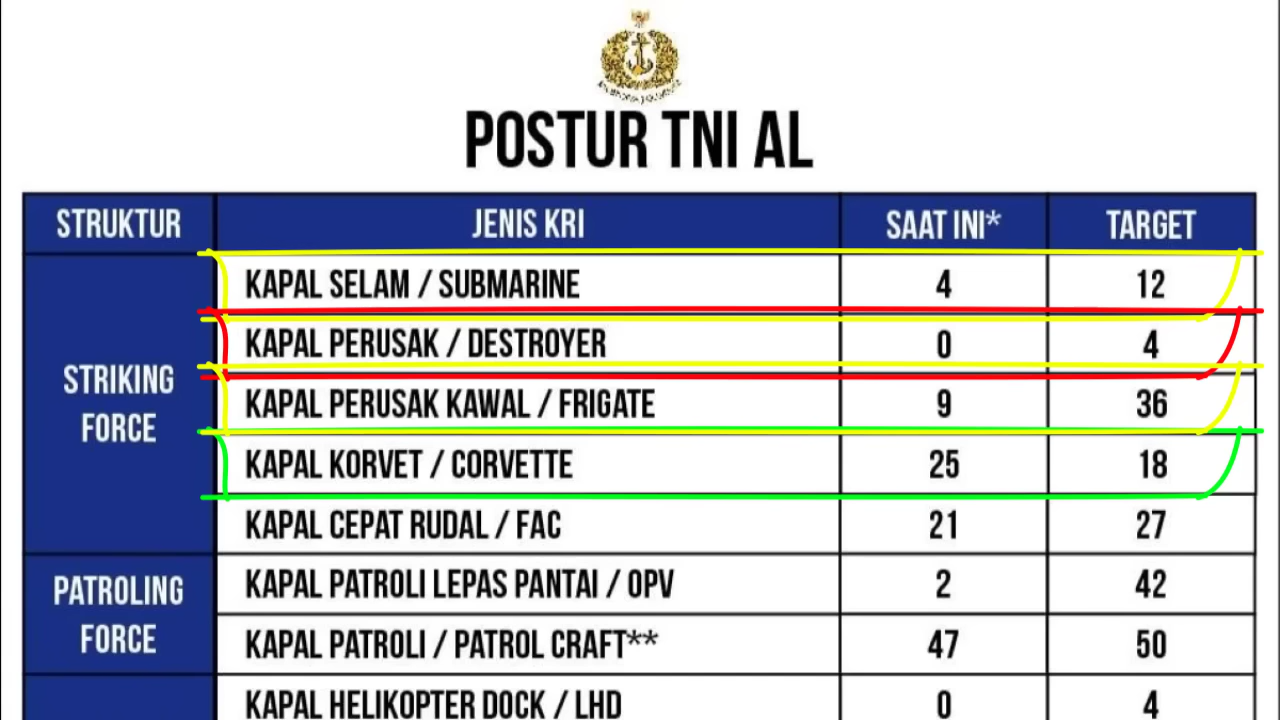 POSTUR TNI AL
STRUKTUR JENIS KRI SAAT INI* TARGET
STRIKING FORCE
KAPAL SELAM / SUBMARINE 4 12
KAPAL PERUSAK / DESTROYER 0 4
KAPAL PERUSAK KAWAL / FRIGATE 9 36
KAPAL KORVET / CORVETTE 25 18
KAPAL CEPAT RUDAL / FAC 21 27
PATROLING FORCE
KAPAL PATROLI LEPAS PANTAI / OPV 2 42
KAPAL PATROLI / PATROL CRAFT** 47 50
KAPAL HELIKOPTER DOCK / LHD 0 4